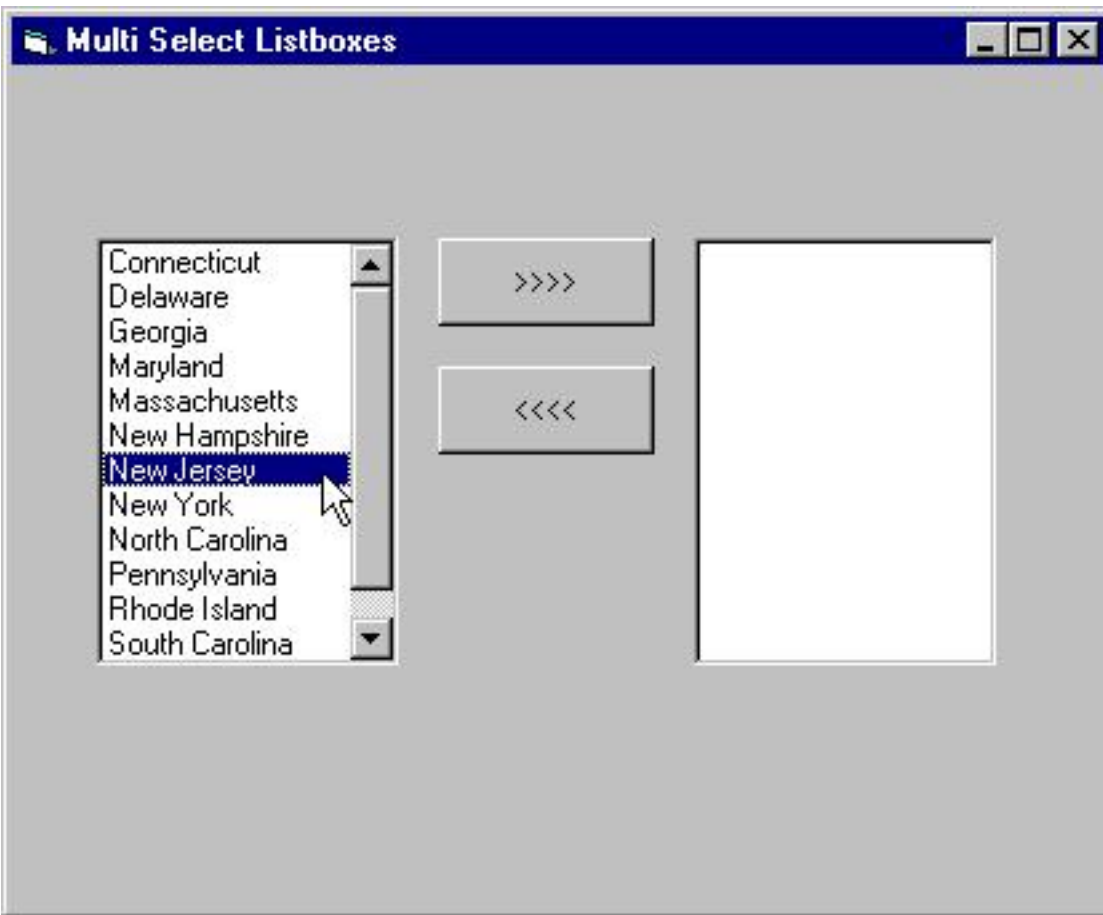 Multi Select Listboxes
Connecticut
Delaware
Georgia
Maryland
Massachusetts
New Hampshire
New Jersey
New York
North Carolina
Pennsylvania
Rhode Island
South Carolina
>>>>
<<<<